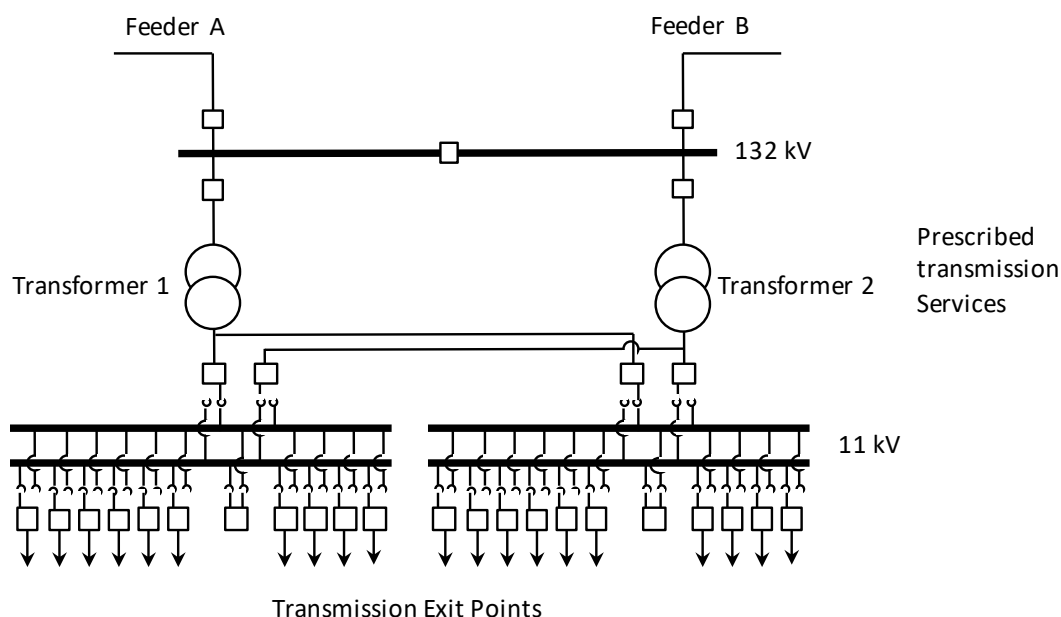 Feeder A
Feeder B
132 kV
Prescribed
transmission
Services
Transformer 1
Transformer 2
11 kV
Transmission Exit Points